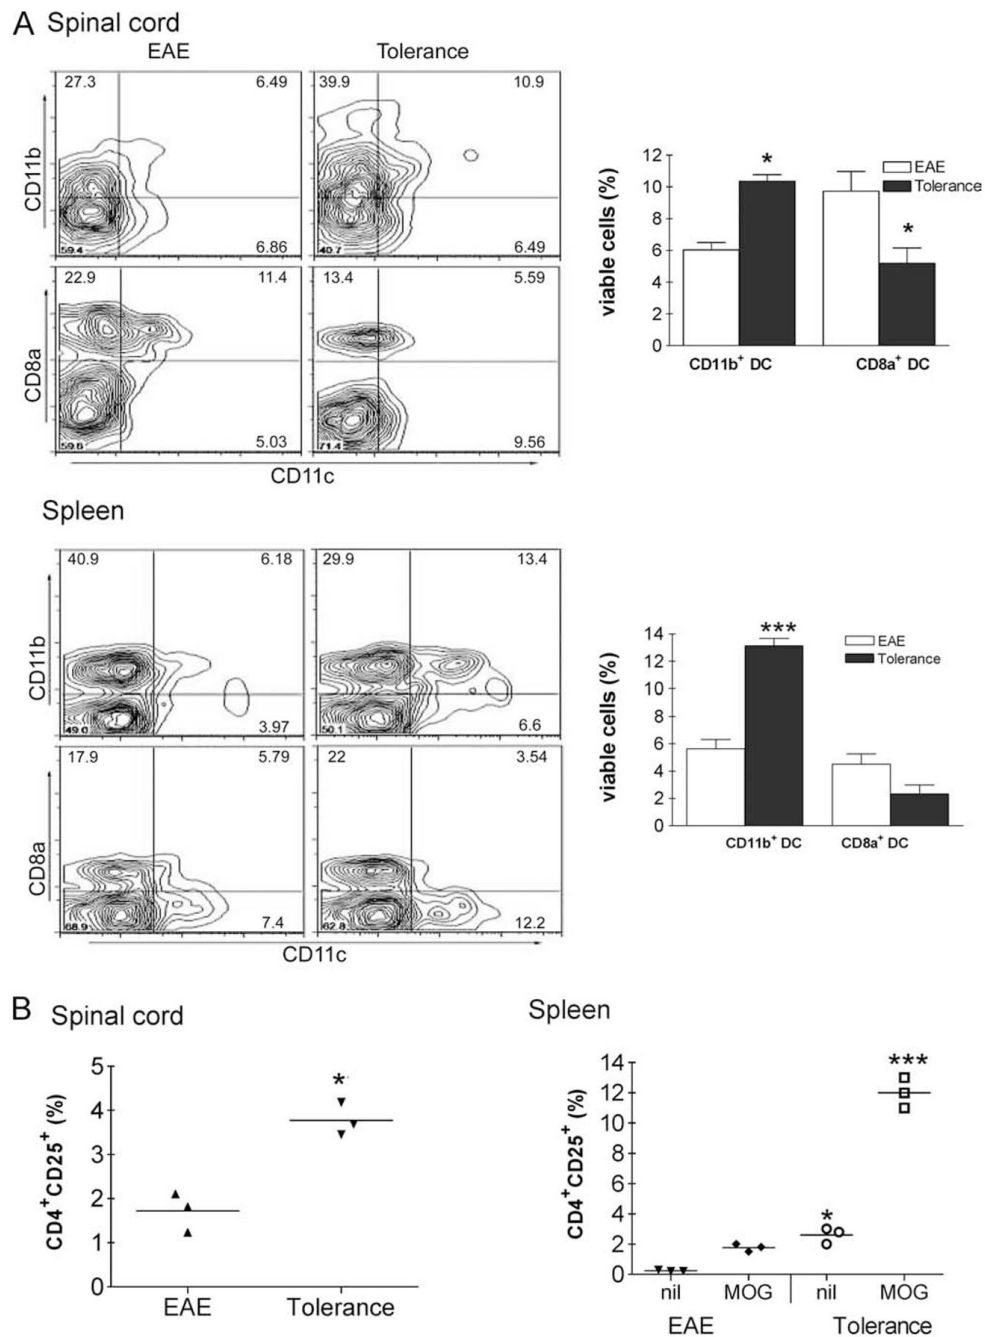 A Spinal cord
EAE Tolerance
27.3 6.49 39.9 10.9
CD11b
59.4 6.86 40.7 6.49
22.9 11.4 13.4 5.59
CD8a
59.6 5.03 71.4 9.56
CD11c
12
10
8
6
4
2
0
viable cells (%)
* *
EAE
Tolerance
CD11b+ DC CD8a+ DC
Spleen
40.9 6.18 29.9 13.4
CD11b
49.0 3.97 50.1 6.6
17.9 5.79 22 3.54
CD8a
68.9 7.4 62.8 12.2
CD11c
14
12
10
8
6
4
2
0
viable cells (%)
***
EAE
Tolerance
CD11b+ DC CD8a+ DC
B Spinal cord
5
4
3
2
1
0
CD4+CD25+ (%)
*
EAE Tolerance
Spleen
14
12
10
8
6
4
2
0
CD4+CD25+ (%)
* ***
nil MOG nil MOG
EAE Tolerance